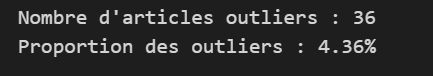 Nombre d'articles outliers : 36
Proportion des outliers : 4.36%